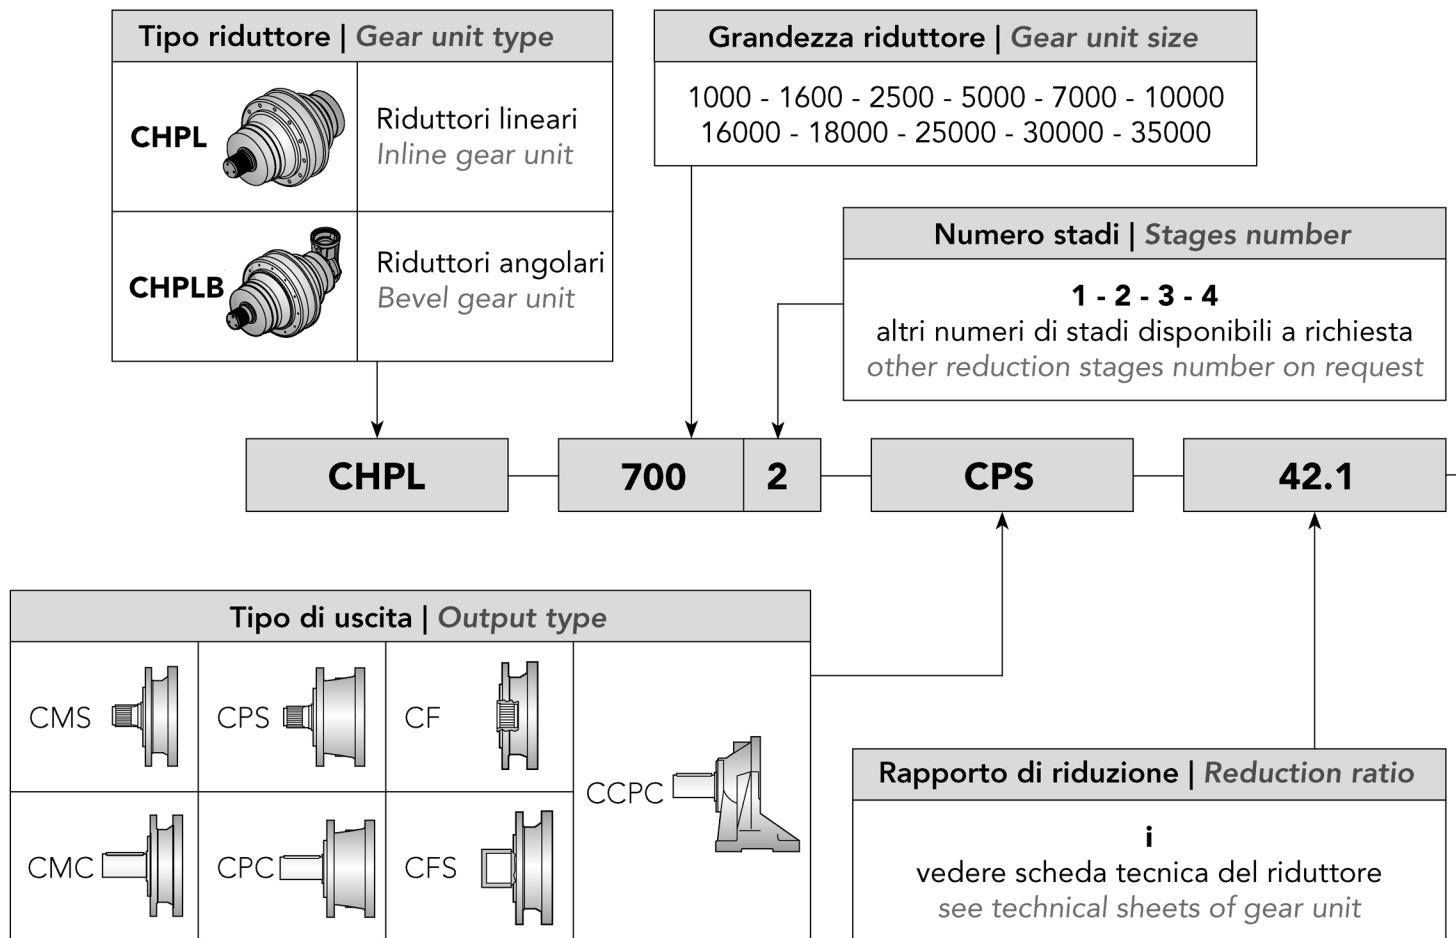 Tipo riduttore | Gear unit type
CHPL
Riduttori lineari
Inline gear unit
CHPLB
Riduttori angolari
Bevel gear unit
Grandezza riduttore | Gear unit size
1000 - 1600 - 2500 - 5000 - 7000 - 10000
16000 - 18000 - 25000 - 30000 - 35000
Numero stadi | Stages number
1 - 2 - 3 - 4
altri numeri di stadi disponibili a richiesta
other reduction stages number on request
CHPL 700 2 CPS 42.1
Tipo di uscita | Output type
CMS CPS CF
CCPC
CMC CPC CFS
Rapporto di riduzione | Reduction ratio
i
vedere scheda tecnica del riduttore
see technical sheets of gear unit